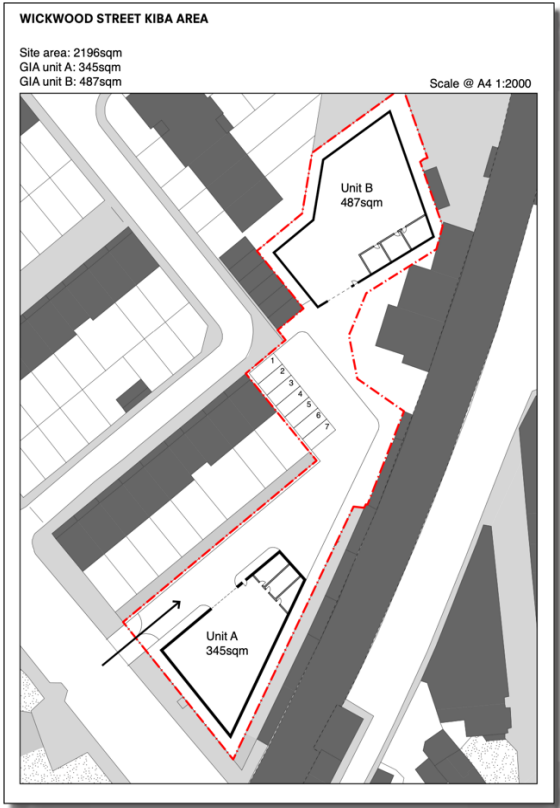 WICKWOOD STREET KIBA AREA
Site area: 2196sqm
GIA unit A: 345sqm
GIA unit B: 487sqm
Scale @ A4 1:2000
Unit B
487sqm
1
2
3
4
5
6
7
Unit A
345sqm